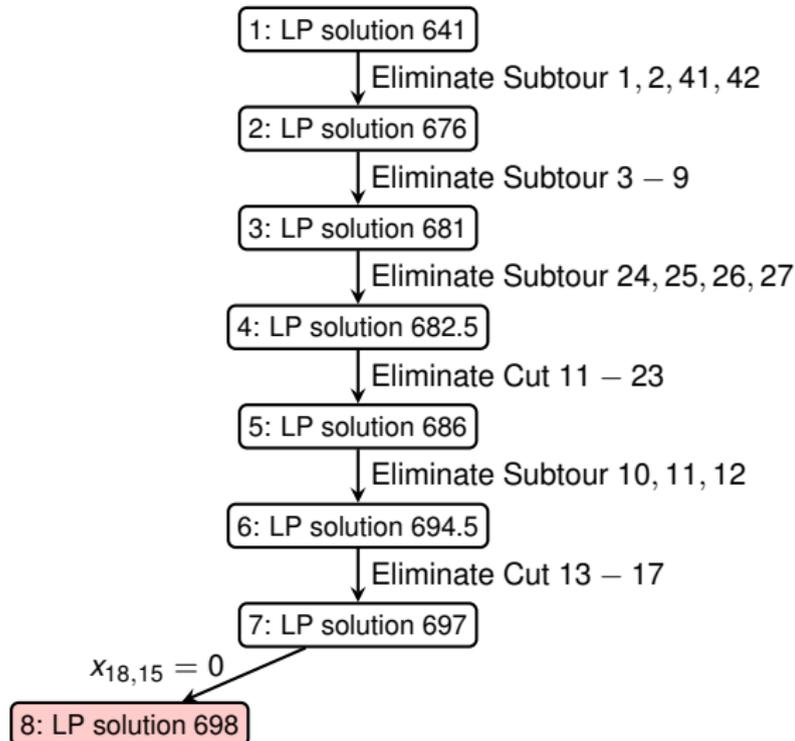 1: LP solution 641
Eliminate Subtour 1, 2, 41, 42
2: LP solution 676
Eliminate Subtour 3 − 9
3: LP solution 681
Eliminate Subtour 24, 25, 26, 27
4: LP solution 682.5
Eliminate Cut 11 − 23
5: LP solution 686
Eliminate Subtour 10, 11, 12
6: LP solution 694.5
Eliminate Cut 13 − 17
7: LP solution 697
x₁₈,₁₅ = 0
8: LP solution 698